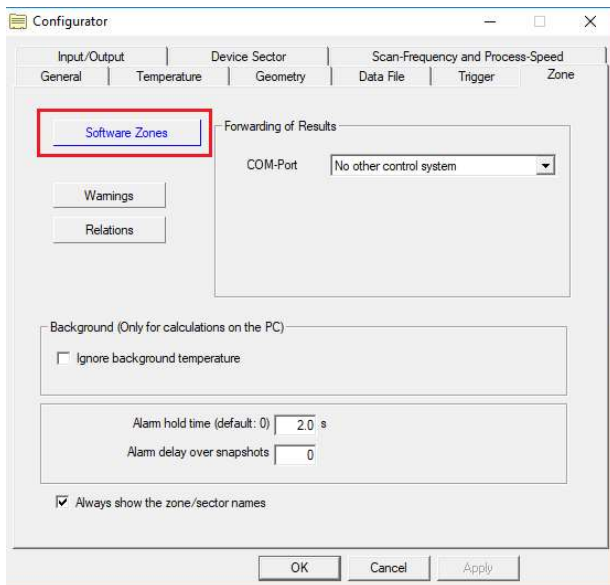 Configurator
Input/Output Device Sector Scan-Frequency and Process-Speed
General Temperature Geometry Data File Trigger Zone
Software Zones
Forwarding of Results
COM-Port No other control system
Warnings
Relations
Background (Only for calculations on the PC)
Ignore background temperature
Alarm hold time (default: 0) 2.0 s
Alarm delay over snapshots 0
Always show the zone/sector names
OK Cancel Apply